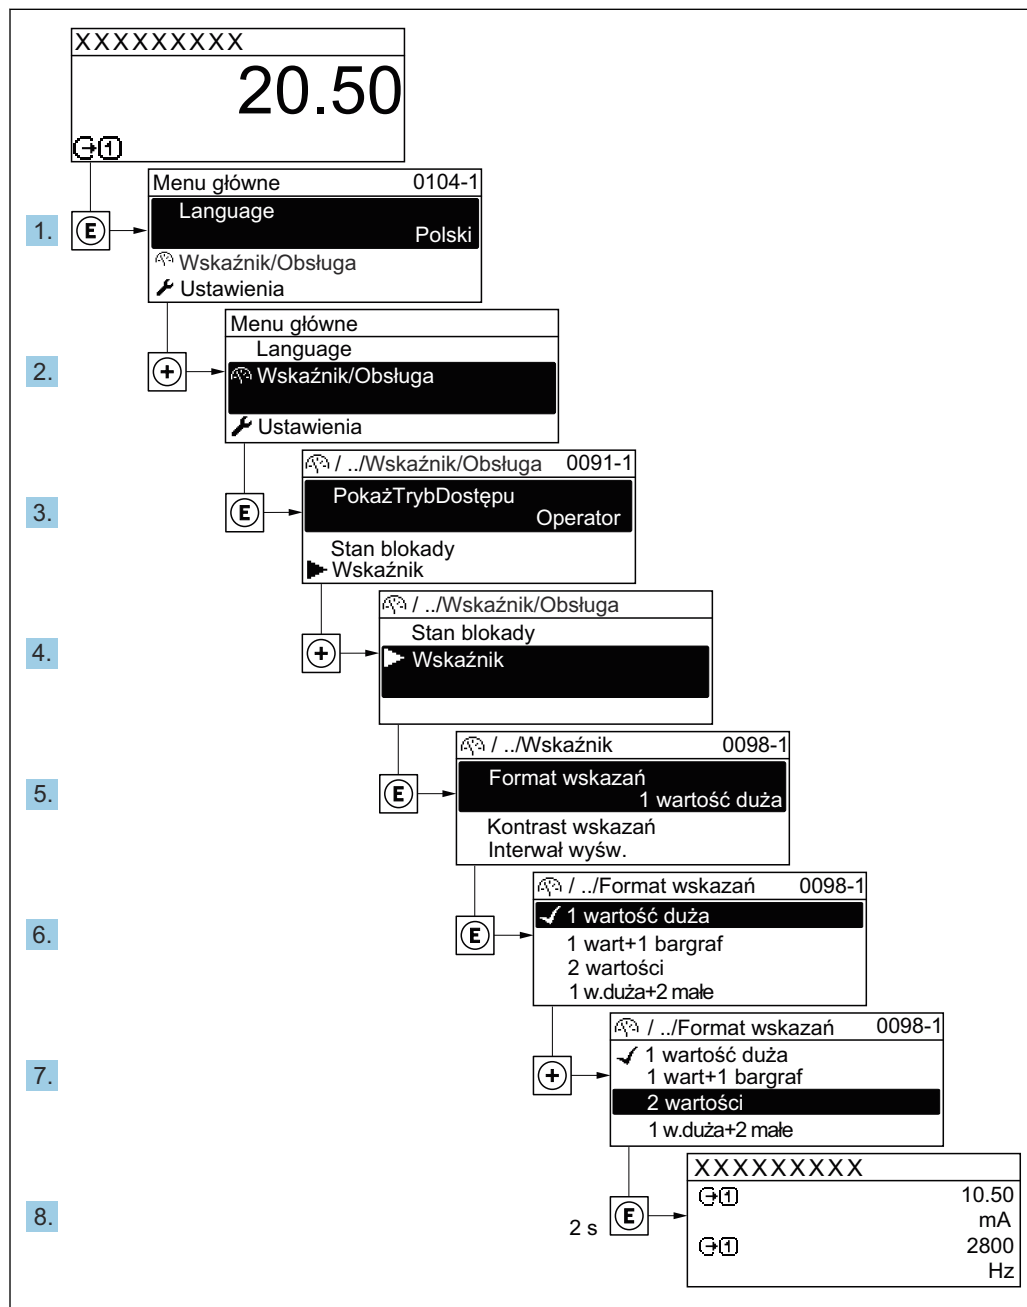 XXXXXXXXX
20.50
1
Menu główne 0104-1
Language
Polski
Wskaźnik/Obsługa
Ustawienia
1. E
Menu główne
Language
Wskaźnik/Obsługa
Ustawienia
2. +
/ ../Wskaźnik/Obsługa 0091-1
PokażTrybDostępu
Operator
Stan blokady
Wskaźnik
3. E
/ ../Wskaźnik/Obsługa
Stan blokady
Wskaźnik
4. +
/ ../Wskaźnik 0098-1
Format wskazań
1 wartość duża
Kontrast wskazań
Interwał wyśw.
5. E
/ ../Format wskazań 0098-1
1 wartość duża
1 wart+1 bargraf
2 wartości
1 w.duża+2 małe
6. E
/ ../Format wskazań 0098-1
1 wartość duża
1 wart+1 bargraf
2 wartości
1 w.duża+2 małe
7. +
XXXXXXXXX
1 10.50
mA
1 2800
Hz
8. 2 s E